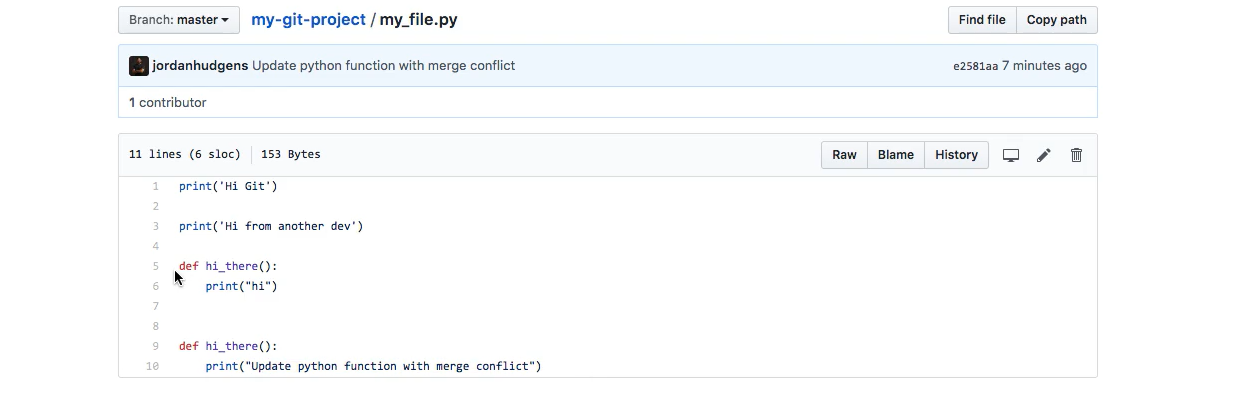 Branch: master my-git-project / my_file.py Find file Copy path
jordanhudgens Update python function with merge conflict e2581aa 7 minutes ago
1 contributor
11 lines (6 sloc) 153 Bytes Raw Blame History
1 print('Hi Git')
2
3 print('Hi from another dev')
4
5 def hi_there():
6     print("hi")
7
8
9 def hi_there():
10     print("Update python function with merge conflict")